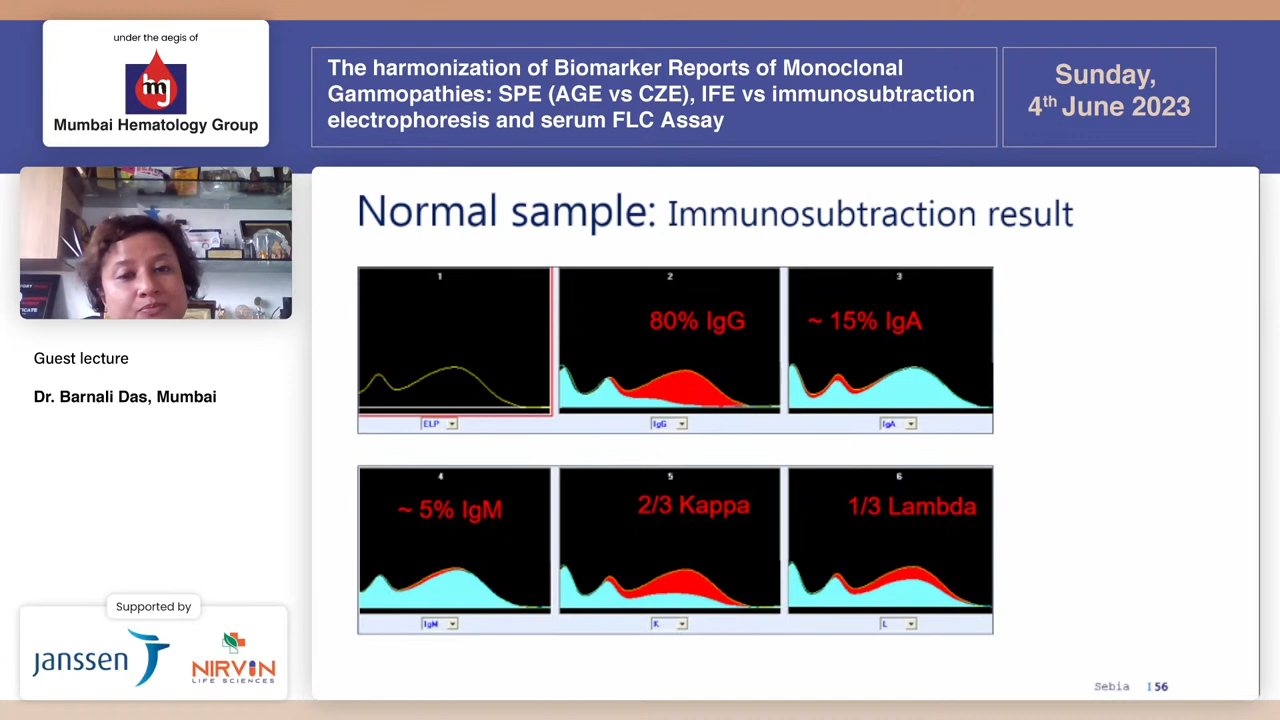 under the aegis of
mg
Mumbai Hematology Group
The harmonization of Biomarker Reports of Monoclonal
Gammopathies: SPE (AGE vs CZE), IFE vs immunosubtraction
electrophoresis and serum FLC Assay
Sunday,
4th June 2023
Guest lecture
Dr. Barnali Das, Mumbai
Supported by
janssen
NIRVIN
LIFE SCIENCES
Normal sample: Immunosubtraction result
1
2
3
80% IgG
~ 15% IgA
ELP
IgG
IgA
4
5
6
~ 5% IgM
2/3 Kappa
1/3 Lambda
IgM
K
L
Sebia
56